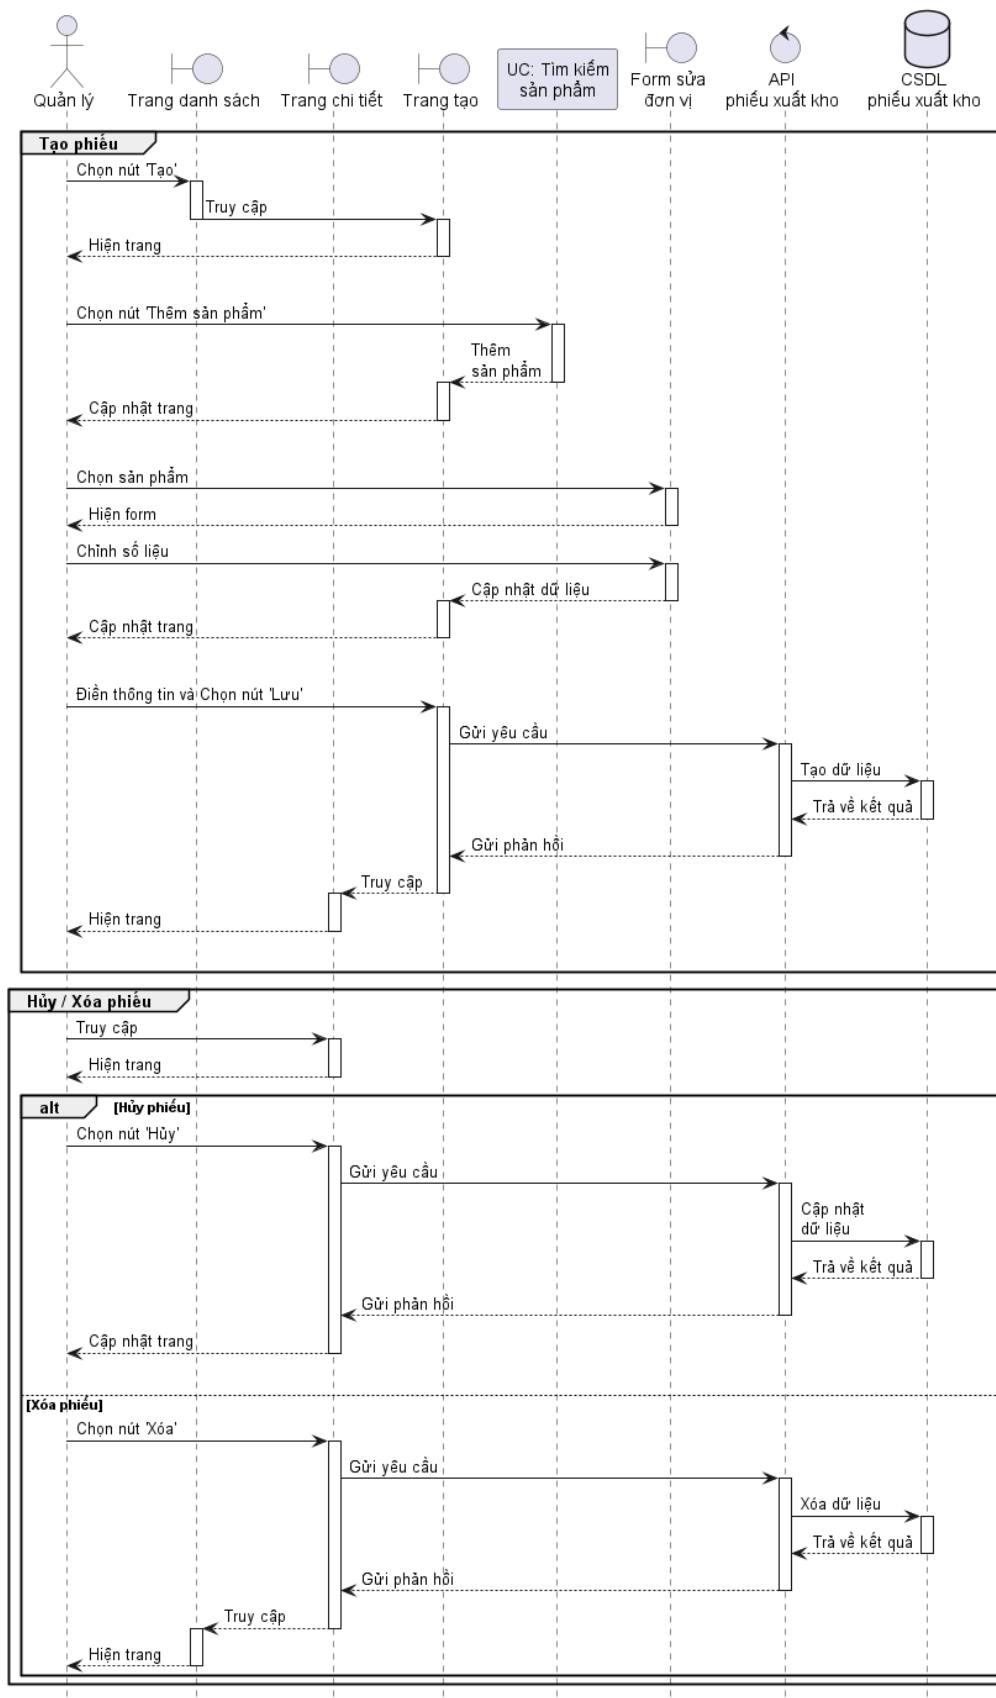 Quản lý
Trang danh sách
Trang chi tiết
Trang tạo
UC: Tìm kiếm
sản phẩm
Form sửa
đơn vị
API
phiếu xuất kho
CSDL
phiếu xuất kho
Tạo phiếu
Chọn nút 'Tạo'
Truy cập
Hiện trang
Chọn nút 'Thêm sản phẩm'
Thêm
sản phẩm
Cập nhật trang
Chọn sản phẩm
Hiện form
Chỉnh số liệu
Cập nhật dữ liệu
Cập nhật trang
Điền thông tin và Chọn nút 'Lưu'
Gửi yêu cầu
Tạo dữ liệu
Trả về kết quả
Gửi phản hồi
Truy cập
Hiện trang
Hủy / Xóa phiếu
Truy cập
Hiện trang
alt [Hủy phiếu]
Chọn nút 'Hủy'
Gửi yêu cầu
Cập nhật
dữ liệu
Trả về kết quả
Gửi phản hồi
Cập nhật trang
[Xóa phiếu]
Chọn nút 'Xóa'
Gửi yêu cầu
Xóa dữ liệu
Trả về kết quả
Gửi phản hồi
Truy cập
Hiện trang